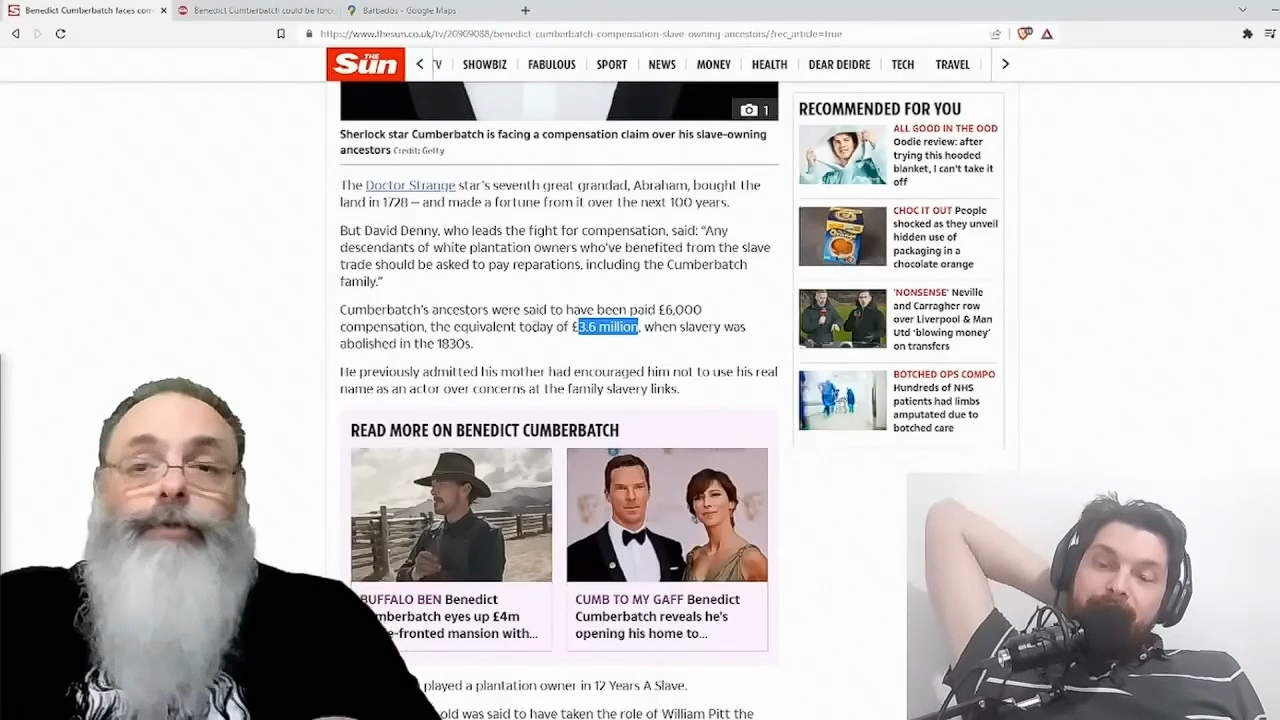 Benedict Cumberbatch faces com
Benedict Cumberbatch could be force
Barbados - Google Maps
https://www.thesun.co.uk/tv/20909088/benedict-cumberbatch-compensation-slave-owning-ancestors/?rec_article=true
THE Sun
TV SHOWBIZ FABULOUS SPORT NEWS MONEY HEALTH DEAR DEIDRE TECH TRAVEL
1
Sherlock star Cumberbatch is facing a compensation claim over his slave-owning
ancestors Credit: Getty
The Doctor Strange star's seventh great grandad, Abraham, bought the
land in 1728 – and made a fortune from it over the next 100 years.
But David Denny, who leads the fight for compensation, said: "Any
descendants of white plantation owners who've benefited from the slave
trade should be asked to pay reparations, including the Cumberbatch
family."
Cumberbatch's ancestors were said to have been paid £6,000
compensation, the equivalent today of £3.6 million, when slavery was
abolished in the 1830s.
He previously admitted his mother had encouraged him not to use his real
name as an actor over concerns at the family slavery links.
READ MORE ON BENEDICT CUMBERBATCH
BUFFALO BEN Benedict
mberbatch eyes up £4m
e-fronted mansion with...
CUMB TO MY GAFF Benedict
Cumberbatch reveals he's
opening his home to...
played a plantation owner in 12 Years A Slave.
old was said to have taken the role of William Pitt the
RECOMMENDED FOR YOU
ALL GOOD IN THE OOD
Oodie review: after
trying this hooded
blanket, I can't take it
off
CHOC IT OUT People
shocked as they unveil
hidden use of
packaging in a
chocolate orange
'NONSENSE' Neville
and Carragher row
over Liverpool & Man
Utd 'blowing money'
on transfers
BOTCHED OPS COMPO
Hundreds of NHS
patients had limbs
amputated due to
botched care